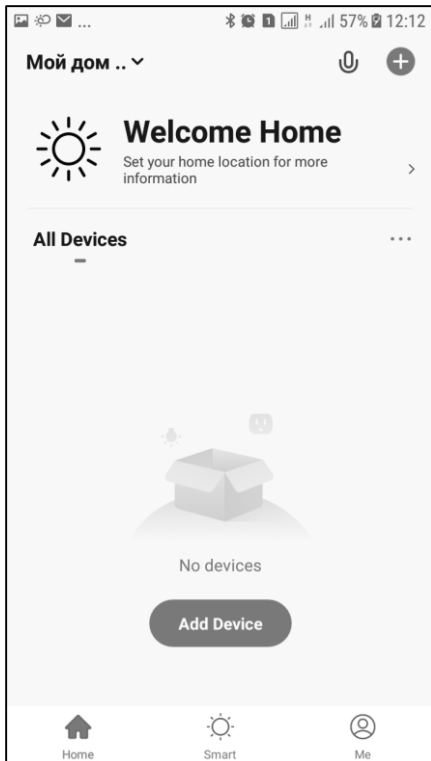 ... 57% 12:12
Мой дом ..
Welcome Home
Set your home location for more
information
All Devices
...
No devices
Add Device
Home Smart Me